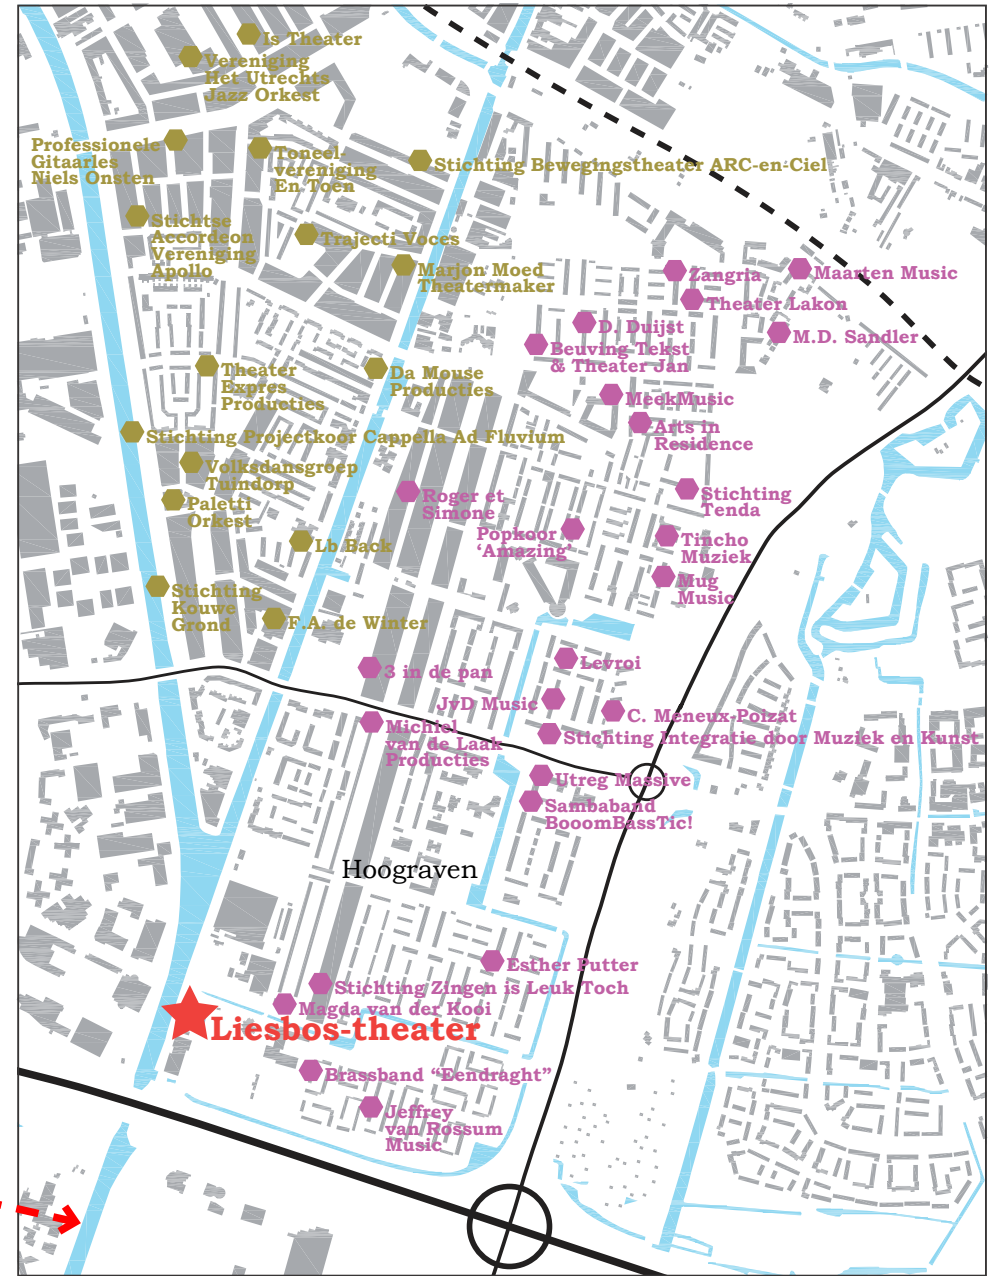 Is Theater
Vereniging
Het Utrechts
Jazz Orkest
Professionele
Gitaarles
Niels Onsten
Toneel-
vereniging
En Toen
Stichting Bewegingstheater ARC-en-Ciel
Stichtse
Accordeon
Vereniging
Apollo
Trajecti Voces
Marjon Moed
Theatermaker
Zangria
Maarten Music
Theater Lakon
D. Duijst
M.D. Sandler
Beuving Tekst
& Theater Jan
Theater
Expres
Producties
Da Mouse
Producties
MeekMusic
Arts in
Residence
Stichting Projectkoor Cappella Ad Fluvium
Volksdansgroep
Tuindorp
Paletti
Orkest
Roger et
Simone
Stichting
Tenda
Popkoor
‘Amazing’
Tincho
Muziek
Lb Back
Mug
Music
Stichting
Kouwe
Grond
F.A. de Winter
3 in de pan
Levroi
JvD Music
C. Meneux-Poizat
Michiel
van de Laak
Producties
Stichting Integratie door Muziek en Kunst
Utreg Massive
Sambaband
BooomBassTic!
Hoograven
Esther Putter
Stichting Zingen is Leuk Toch
Magda van der Kooi
Liesbos-theater
Brassband “Eendraght”
Jeffrey
van Rossum
Music